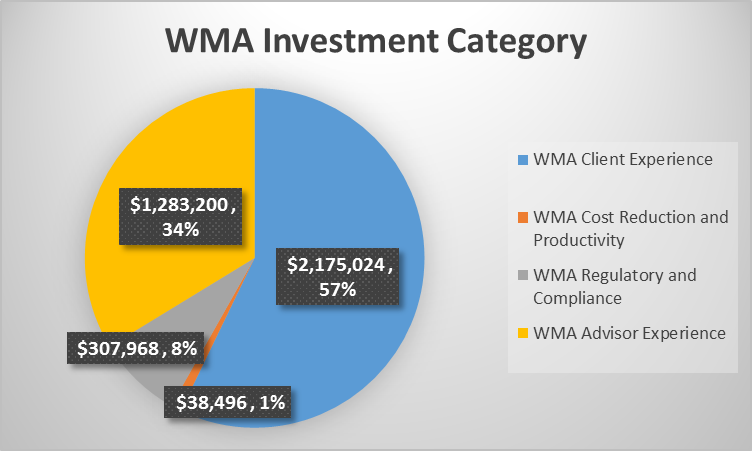 WMA Investment Category
$1,283,200 ,
34%
$2,175,024 ,
57%
$307,968 , 8%
$38,496 , 1%
WMA Client Experience
WMA Cost Reduction and
Productivity
WMA Regulatory and
Compliance
WMA Advisor Experience